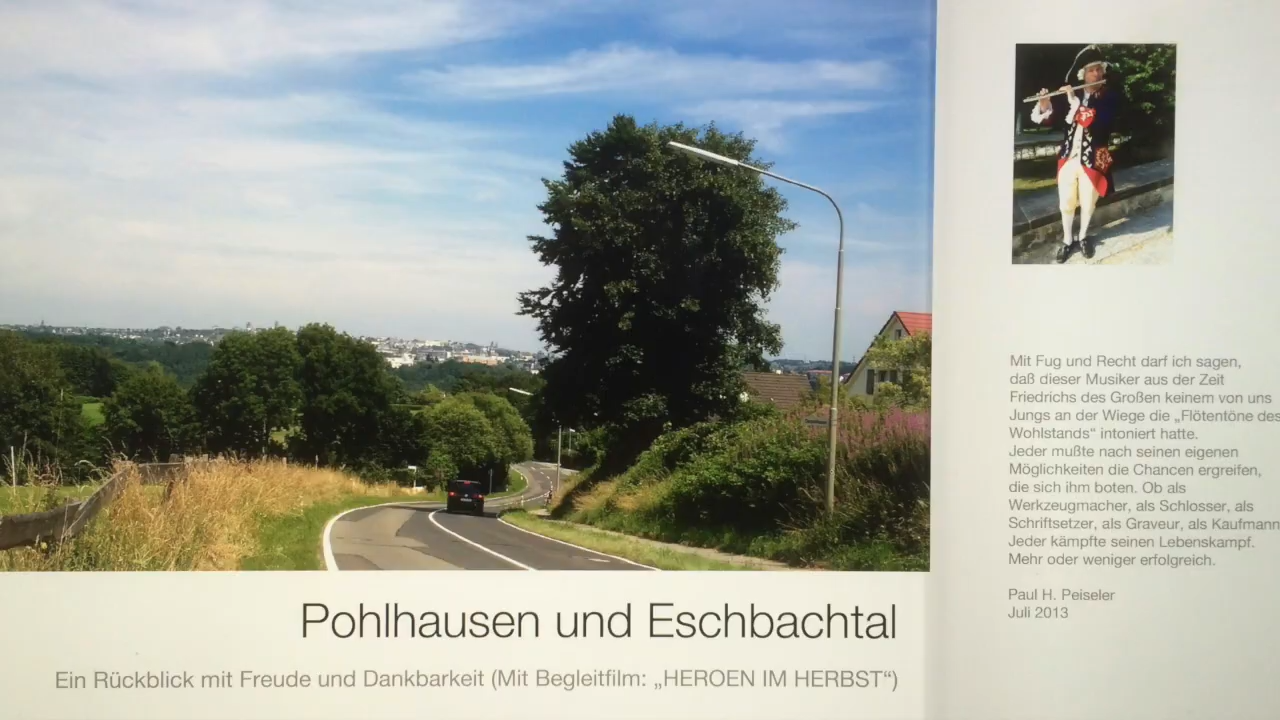 Pohlhausen und Eschbachtal
Ein Rückblick mit Freude und Dankbarkeit (Mit Begleitfilm: „HEROEN IM HERBST“)
Mit Fug und Recht darf ich sagen,
daß dieser Musiker aus der Zeit
Friedrichs des Großen keinem von uns
Jungs an der Wiege die „Flötentöne des
Wohlstands“ intoniert hatte.
Jeder mußte nach seinen eigenen
Möglichkeiten die Chancen ergreifen,
die sich ihm boten. Ob als
Werkzeugmacher, als Schlosser, als
Schriftsetzer, als Graveur, als Kaufmann
Jeder kämpfte seinen Lebenskampf.
Mehr oder weniger erfolgreich.
Paul H. Peiseler
Juli 2013